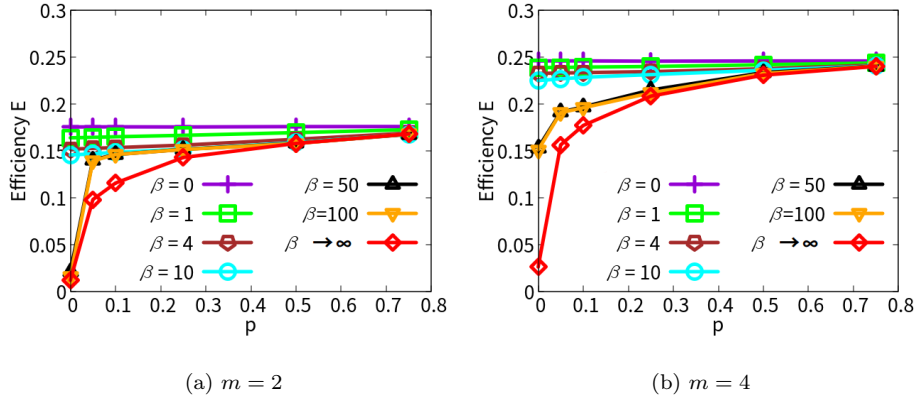 0.3
0.25
0.2
0.15
0.1
0.05
0
Efficiency E
0 0.1 0.2 0.3 0.4 0.5 0.6 0.7 0.8
p
β = 0
β = 1
β = 4
β = 10
β = 50
β=100
β → ∞
(a) m = 2
0.3
0.25
0.2
0.15
0.1
0.05
0
Efficiency E
0 0.1 0.2 0.3 0.4 0.5 0.6 0.7 0.8
p
β = 0
β = 1
β = 4
β = 10
β = 50
β=100
β → ∞
(b) m = 4